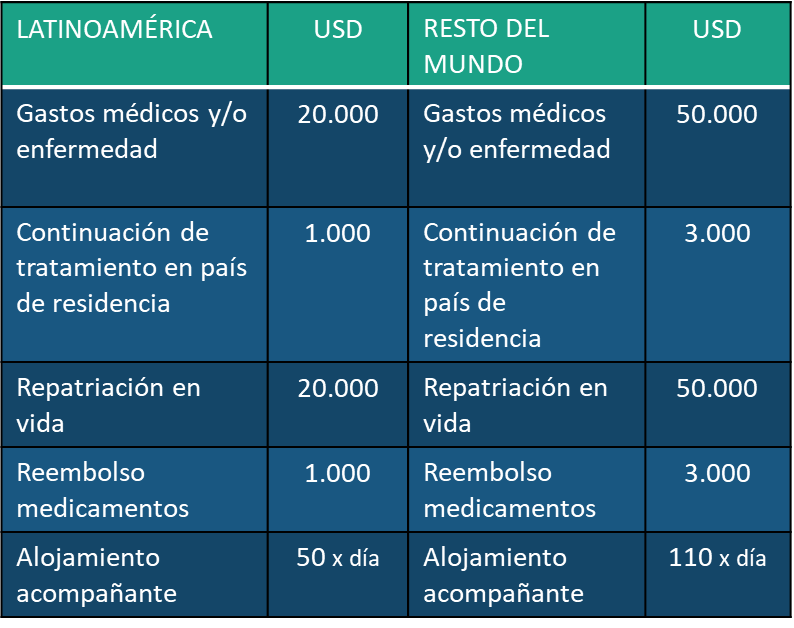 LATINOAMÉRICA USD RESTO DEL USD
MUNDO
Gastos médicos y/o 20.000 Gastos médicos 50.000
enfermedad y/o enfermedad
Continuación de 1.000 Continuación de 3.000
tratamiento en país tratamiento en
de residencia país de
residencia
Repatriación en 20.000 Repatriación en 50.000
vida vida
Reembolso 1.000 Reembolso 3.000
medicamentos medicamentos
Alojamiento 50 x día Alojamiento 110 x día
acompañante acompañante